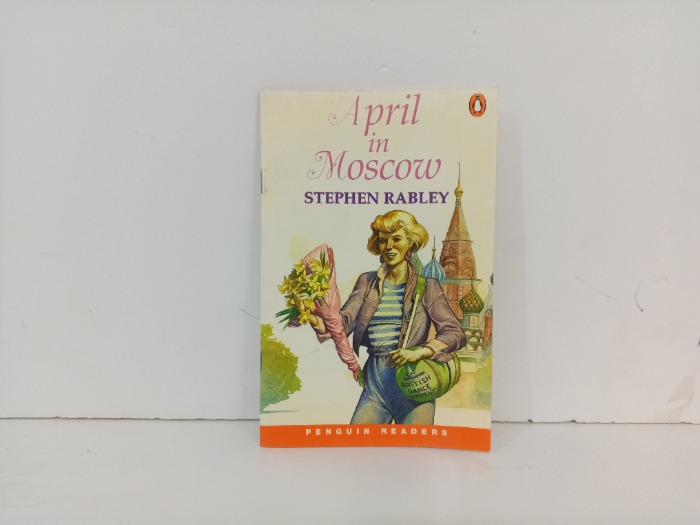 April
in
Moscow
STEPHEN RABLEY
BRITISH
DANCE
PENGUIN READERS